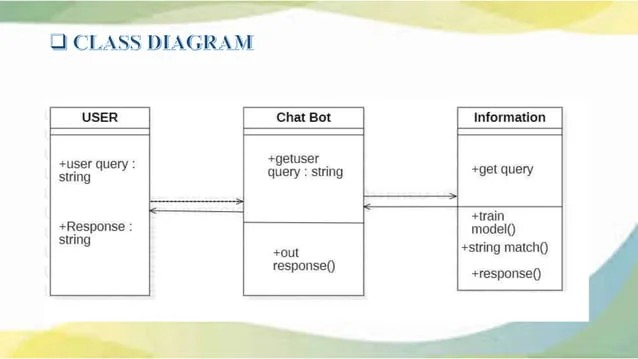 CLASS DIAGRAM
USER
+user query :
string
+Response :
string
Chat Bot
+getuser
query : string
+out
response()
Information
+get query
+train
model()
+string match()
+response()